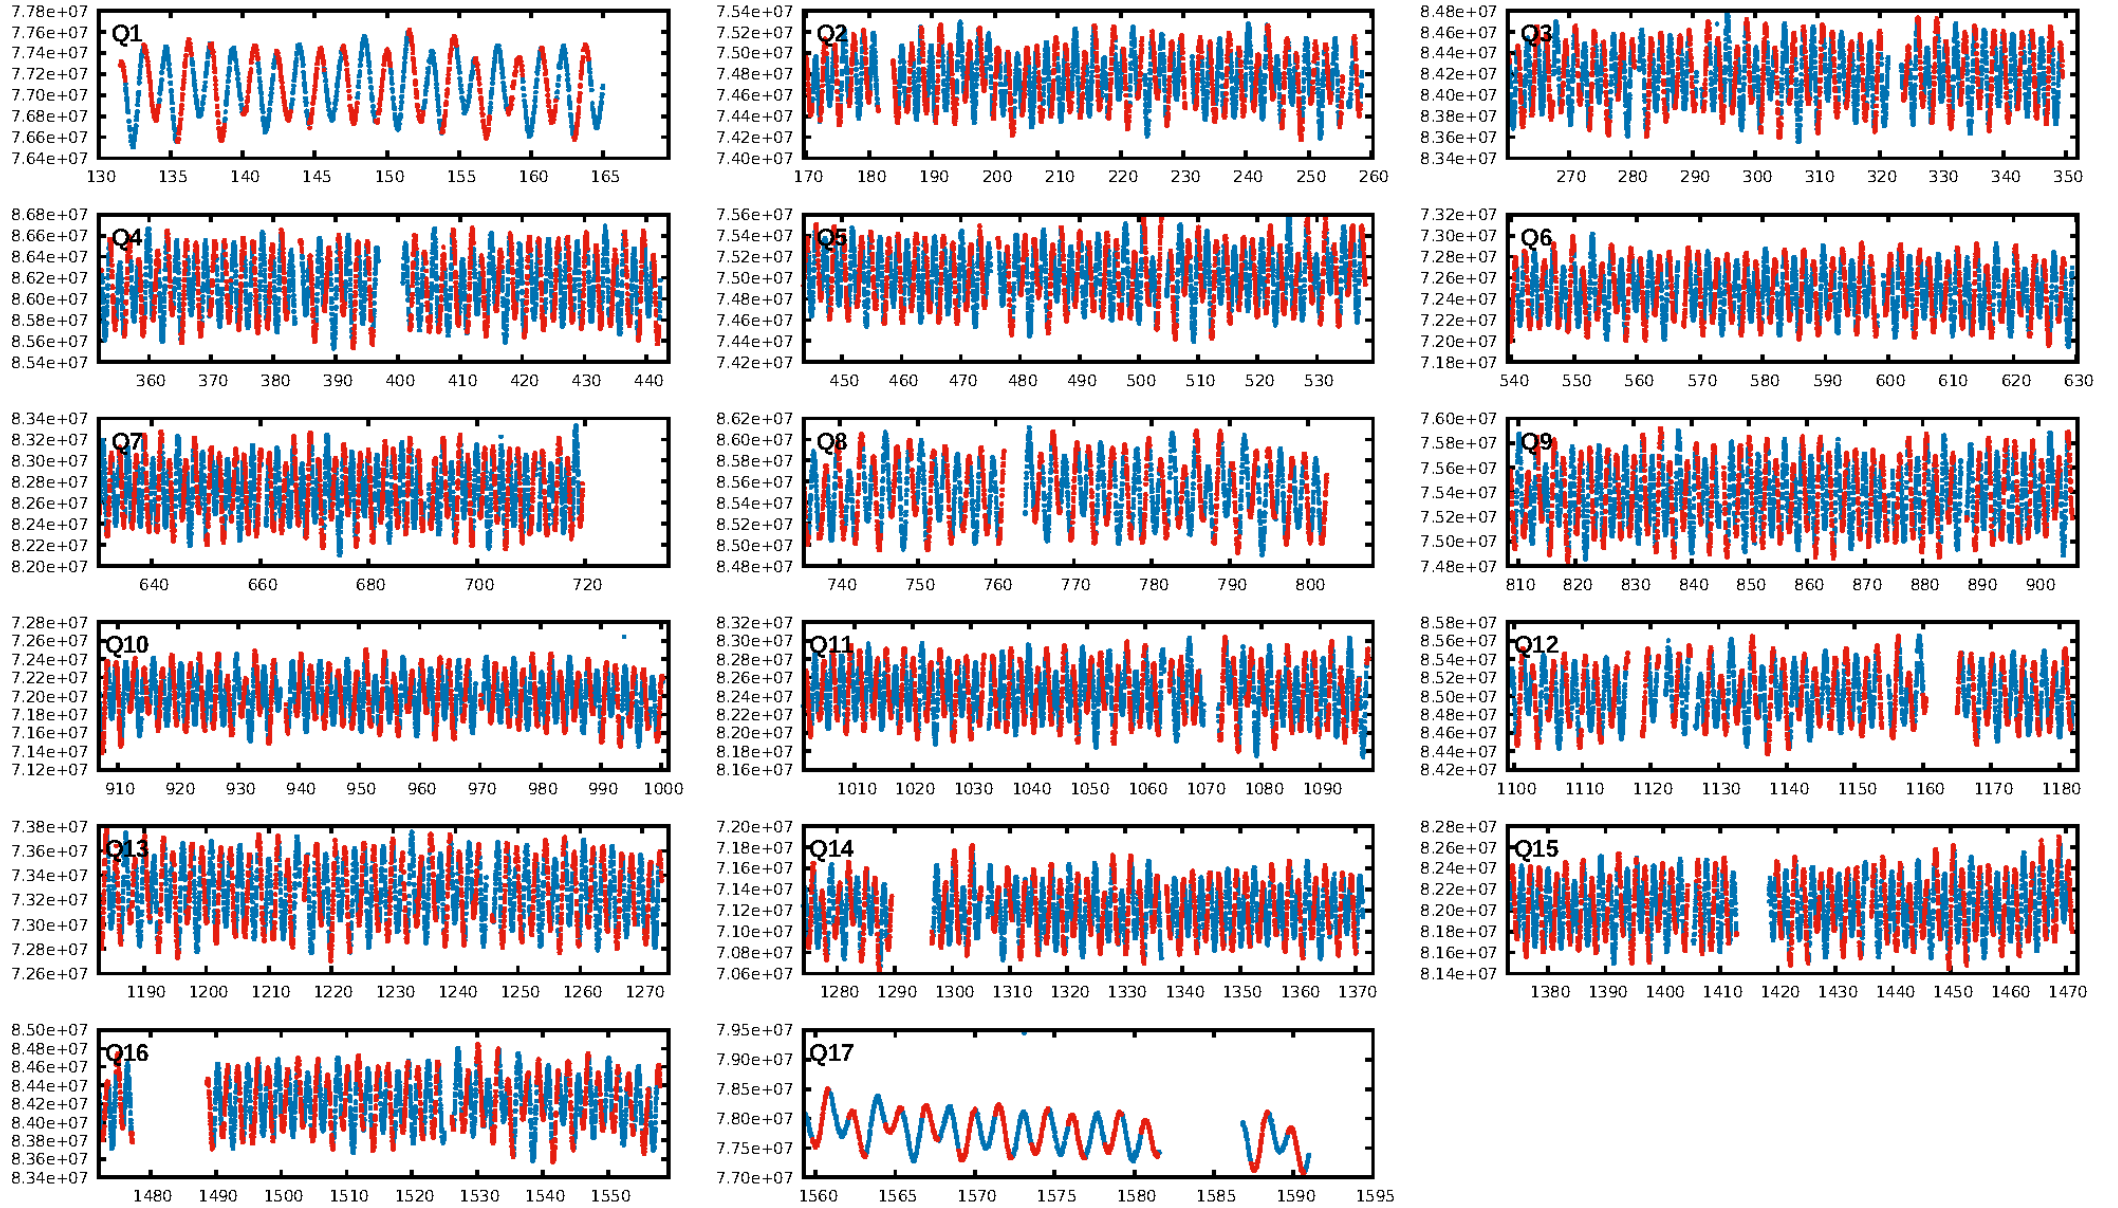 7.78e+07
7.76e+07
7.74e+07
7.72e+07
7.70e+07
7.68e+07
7.66e+07
7.64e+07
Q1
130 135 140 145 150 155 160 165
7.54e+07
7.52e+07
7.50e+07
7.48e+07
7.46e+07
7.44e+07
7.42e+07
7.40e+07
Q2
170 180 190 200 210 220 230 240 250 260
8.48e+07
8.46e+07
8.44e+07
8.42e+07
8.40e+07
8.38e+07
8.36e+07
8.34e+07
Q3
270 280 290 300 310 320 330 340 350
8.68e+07
8.66e+07
8.64e+07
8.62e+07
8.60e+07
8.58e+07
8.56e+07
8.54e+07
Q4
360 370 380 390 400 410 420 430 440
7.56e+07
7.54e+07
7.52e+07
7.50e+07
7.48e+07
7.46e+07
7.44e+07
7.42e+07
Q5
450 460 470 480 490 500 510 520 530
7.32e+07
7.30e+07
7.28e+07
7.26e+07
7.24e+07
7.22e+07
7.20e+07
7.18e+07
Q6
540 550 560 570 580 590 600 610 620 630
8.34e+07
8.32e+07
8.30e+07
8.28e+07
8.26e+07
8.24e+07
8.22e+07
8.20e+07
Q7
640 660 680 700 720
8.62e+07
8.60e+07
8.58e+07
8.56e+07
8.54e+07
8.52e+07
8.50e+07
8.48e+07
Q8
740 750 760 770 780 790 800
7.60e+07
7.58e+07
7.56e+07
7.54e+07
7.52e+07
7.50e+07
7.48e+07
Q9
810 820 830 840 850 860 870 880 890 900
7.28e+07
7.26e+07
7.24e+07
7.22e+07
7.20e+07
7.18e+07
7.16e+07
7.14e+07
7.12e+07
Q10
910 920 930 940 950 960 970 980 990 1000
8.32e+07
8.30e+07
8.28e+07
8.26e+07
8.24e+07
8.22e+07
8.20e+07
8.18e+07
8.16e+07
Q11
1010 1020 1030 1040 1050 1060 1070 1080 1090
8.58e+07
8.56e+07
8.54e+07
8.52e+07
8.50e+07
8.48e+07
8.46e+07
8.44e+07
8.42e+07
Q12
1100 1110 1120 1130 1140 1150 1160 1170 1180
7.38e+07
7.36e+07
7.34e+07
7.32e+07
7.30e+07
7.28e+07
7.26e+07
Q13
1190 1200 1210 1220 1230 1240 1250 1260 1270
7.20e+07
7.18e+07
7.16e+07
7.14e+07
7.12e+07
7.10e+07
7.08e+07
7.06e+07
Q14
1280 1290 1300 1310 1320 1330 1340 1350 1360 1370
8.28e+07
8.26e+07
8.24e+07
8.22e+07
8.20e+07
8.18e+07
8.16e+07
8.14e+07
Q15
1380 1390 1400 1410 1420 1430 1440 1450 1460 1470
8.50e+07
8.48e+07
8.46e+07
8.44e+07
8.42e+07
8.40e+07
8.38e+07
8.36e+07
8.34e+07
Q16
1480 1490 1500 1510 1520 1530 1540 1550
7.95e+07
7.90e+07
7.85e+07
7.80e+07
7.75e+07
7.70e+07
Q17
1560 1565 1570 1575 1580 1585 1590 1595